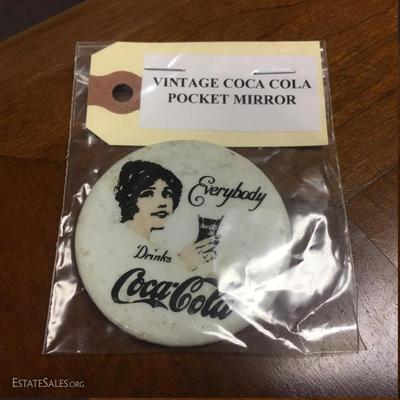 VINTAGE COCA COLA
POCKET MIRROR
Everybody
Drinks
Coca-Cola
ESTATESALES.ORG